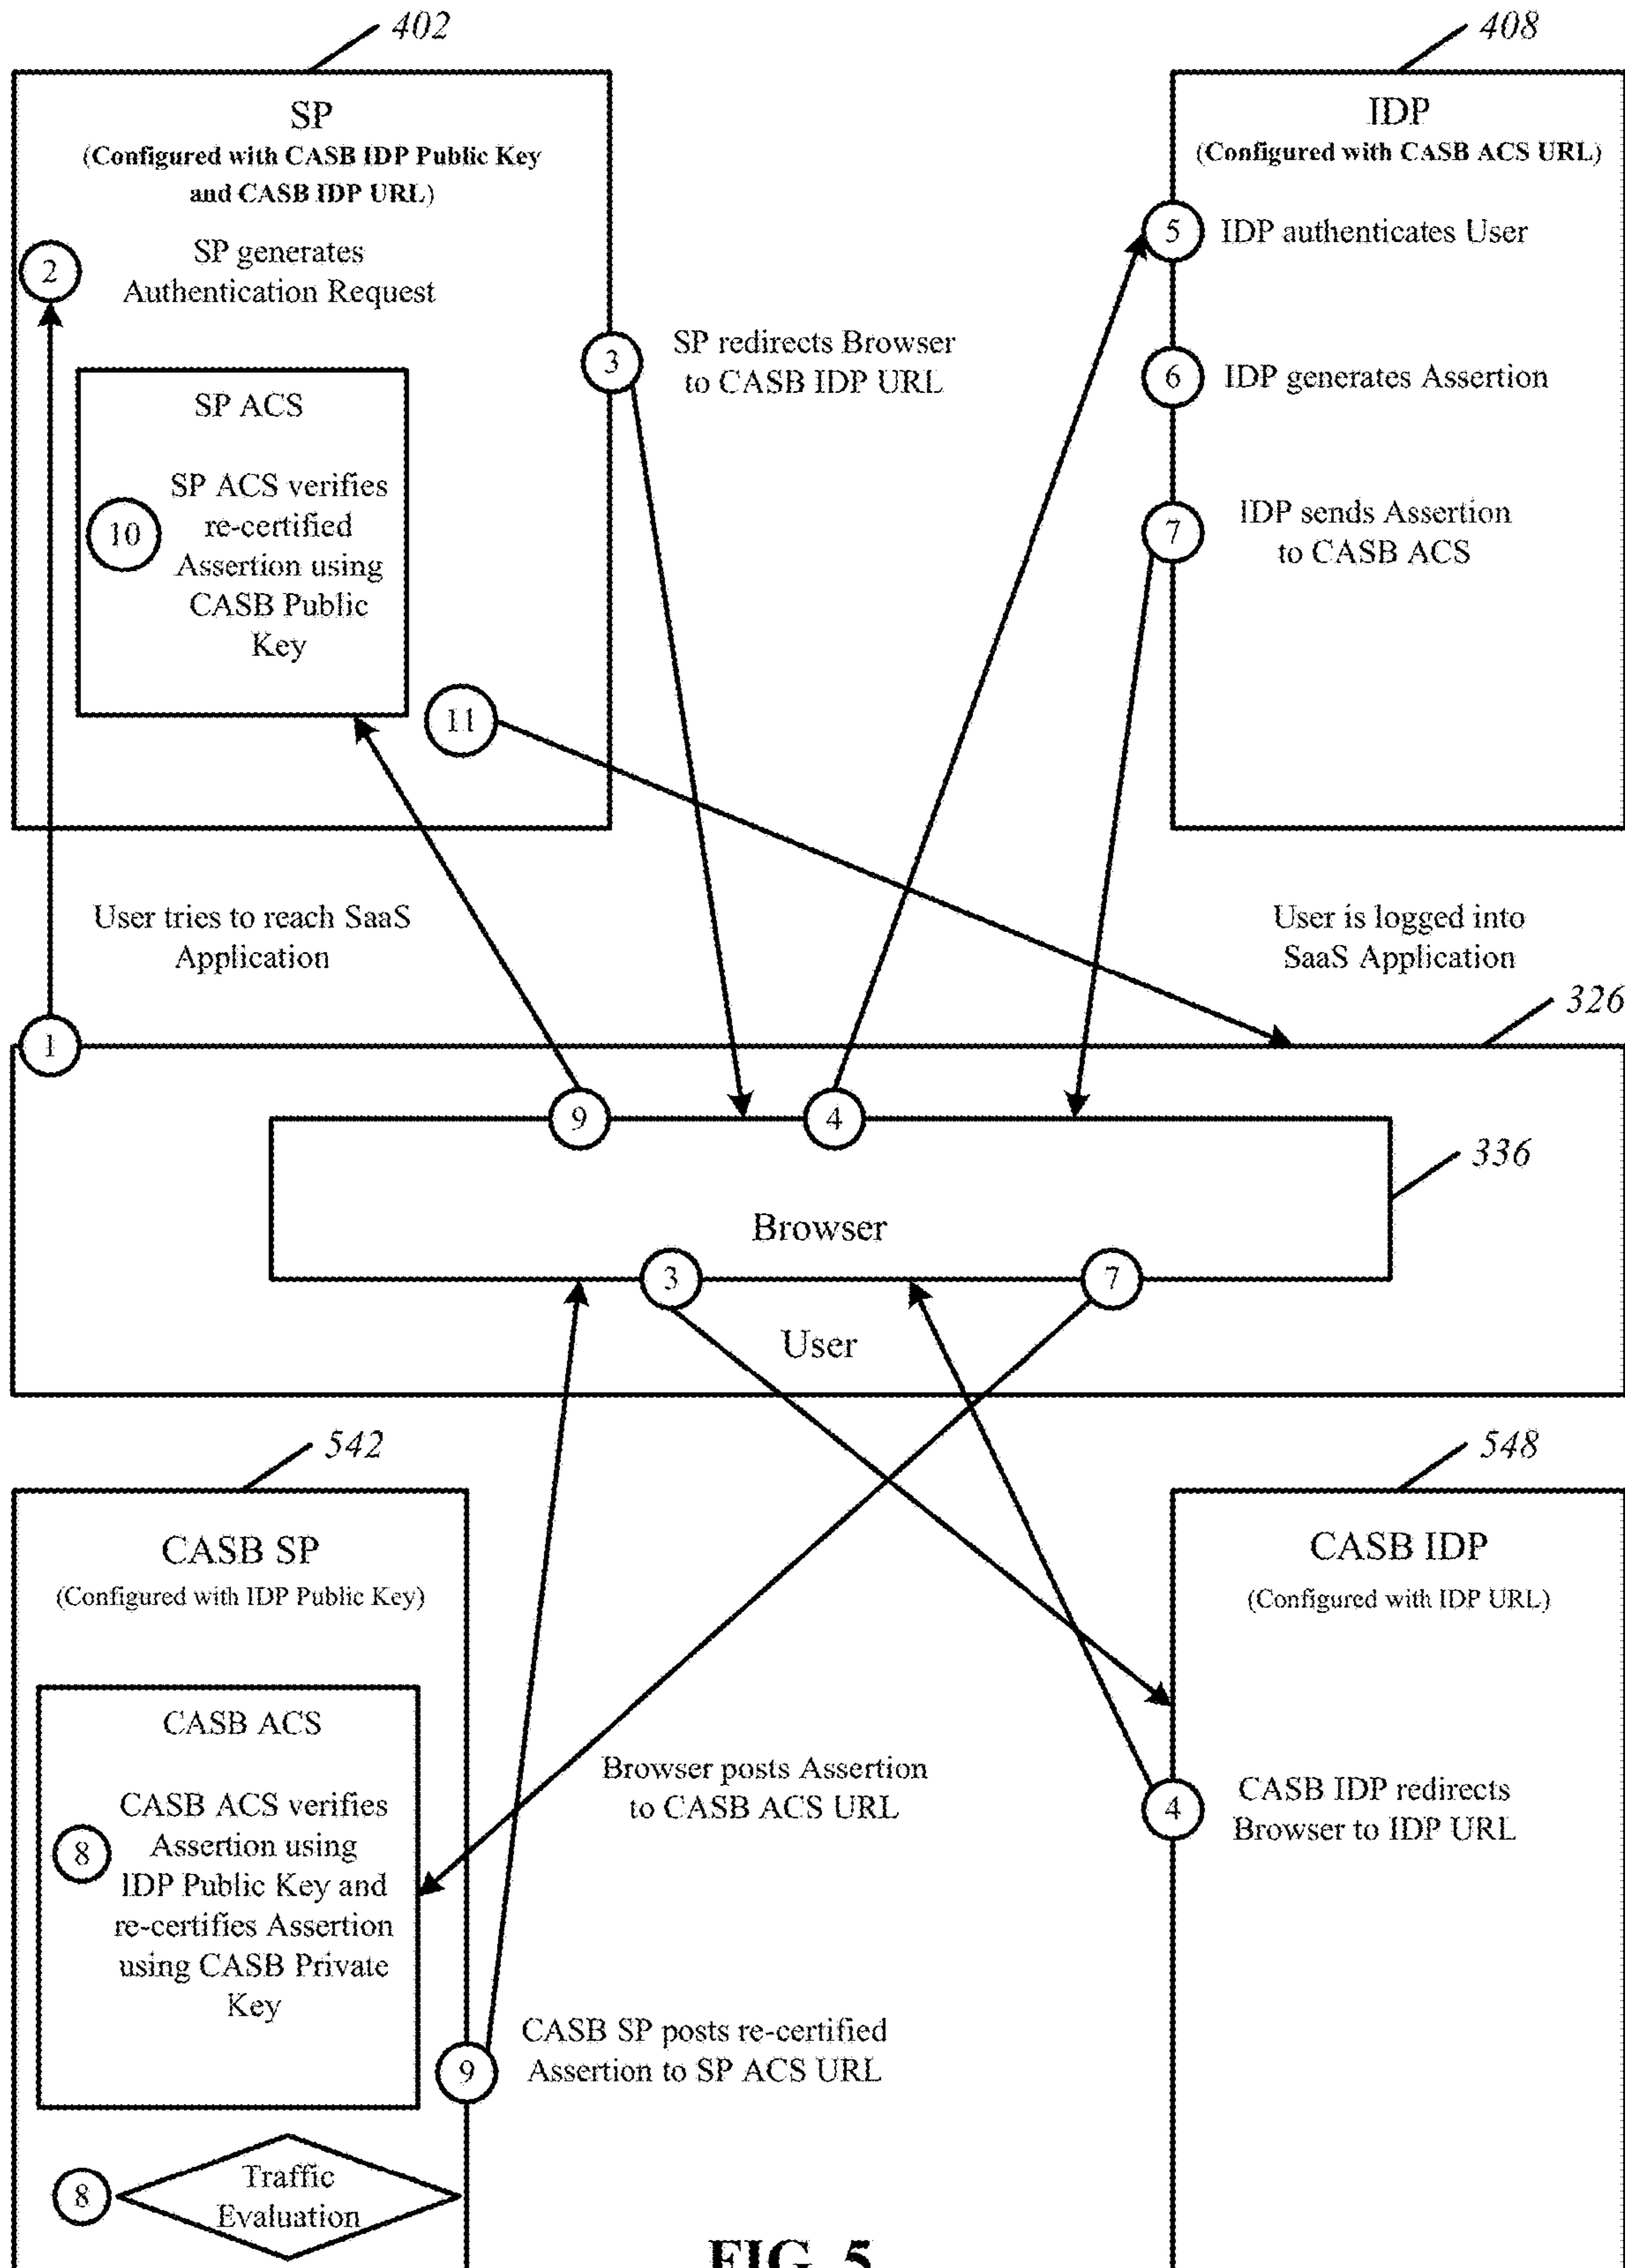 402
408
SP
(Configured with CASB IDP Public Key
and CASB IDP URL)
2
SP generates
Authentication Request
3
SP redirects Browser
to CASB IDP URL
SP ACS
10
SP ACS verifies
re-certified
Assertion using
CASB Public
Key
11
IDP
(Configured with CASB ACS URL)
5
IDP authenticates User
6
IDP generates Assertion
7
IDP sends Assertion
to CASB ACS
User tries to reach SaaS
Application
User is logged into
SaaS Application
326
1
9
4
336
Browser
3
7
User
542
548
CASB SP
(Configured with IDP Public Key)
CASB ACS
8
CASB ACS verifies
Assertion using
IDP Public Key and
re-certifies Assertion
using CASB Private
Key
Browser posts Assertion
to CASB ACS URL
9
CASB SP posts re-certified
Assertion to SP ACS URL
8
Traffic
Evaluation
CASB IDP
(Configured with IDP URL)
4
CASB IDP redirects
Browser to IDP URL
FIG. 5